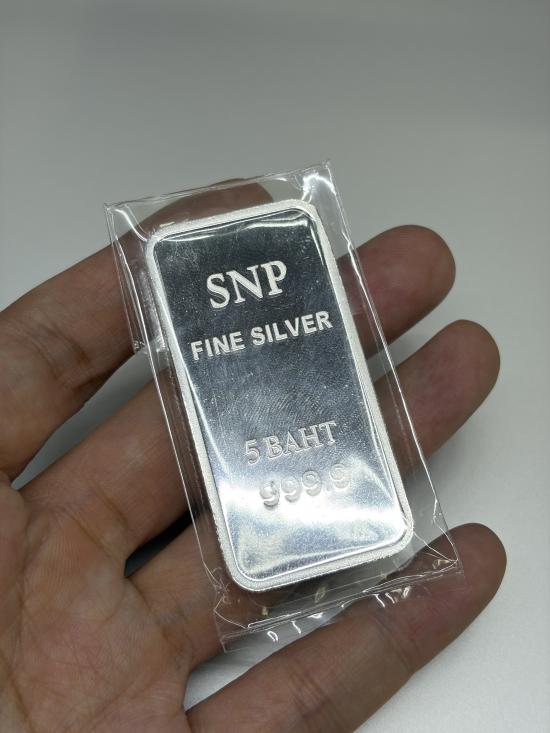 SNP
FINE SILVER
5 BAHT
999.9